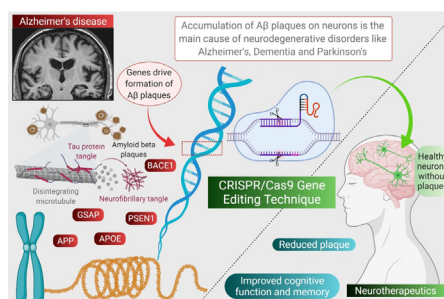 Alzheimer's disease
Accumulation of Aβ plaques on neurons is the
main cause of neurodegenerative disorders like
Alzheimer's, Dementia and Parkinson's
Genes drive
formation of
Aβ plaques
Tau protein
tangle
Amyloid beta
plaques
BACE1
Disintegrating
microtubule
Neurofibrillary tangle
GSAP
PSEN1
APP
APOE
CRISPR/Cas9 Gene
Editing Technique
Healthy
neuron
without
plaque
Reduced plaque
Improved cognitive
function and memory
Neurotherapeutics